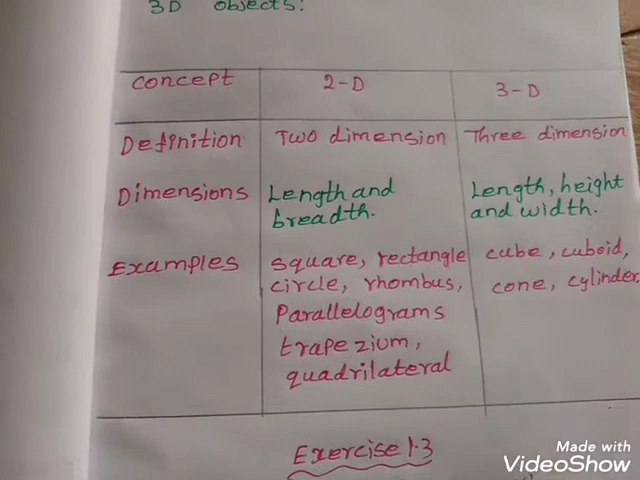 3D objects:
concept 2-D 3-D
Definition Two dimension Three dimension
Dimensions Length and breadth. Length, height and width.
Examples square, rectangle circle, rhombus, Parallelograms trapezium, quadrilateral cube, cuboid, cone, cylinder
Exercise 1.3
Made with
VideoShow